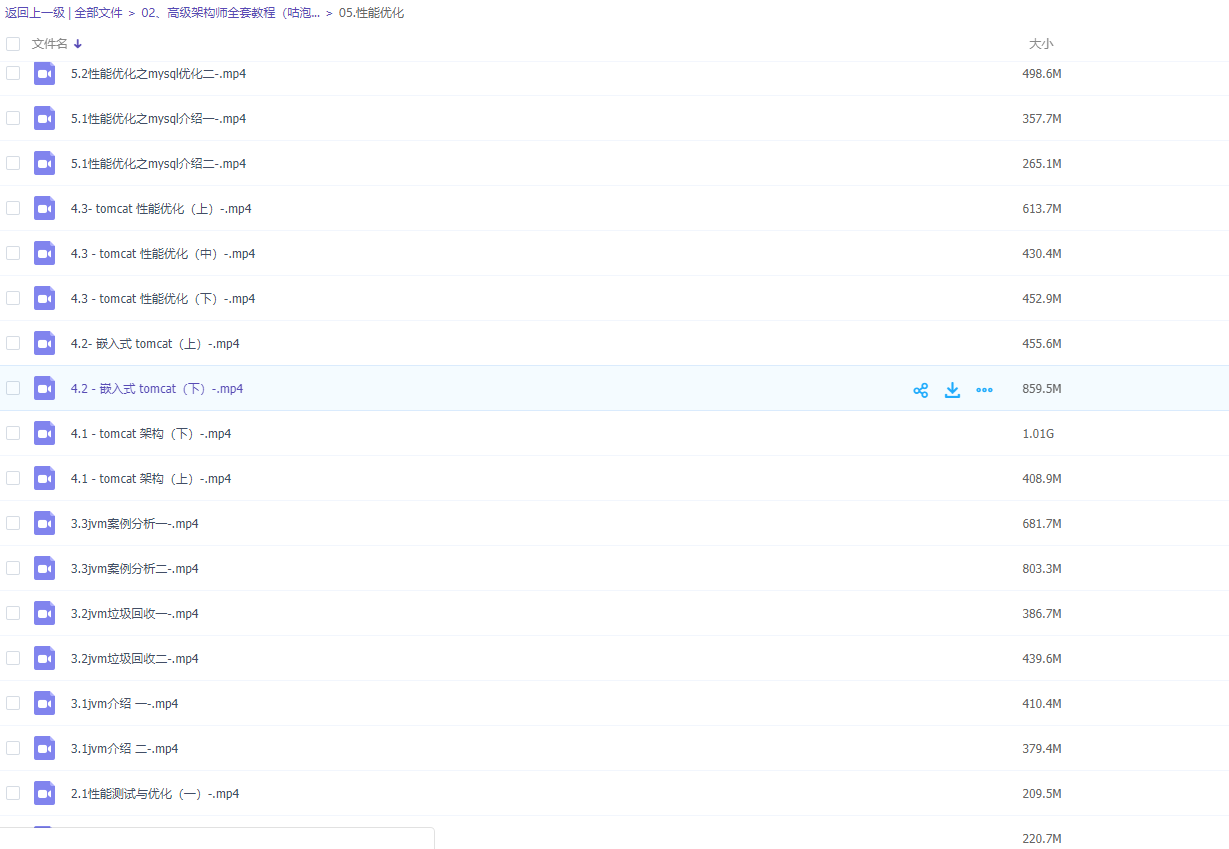 返回上一级 | 全部文件 > 02、高级架构师全套教程（咕泡... > 05.性能优化
文件名 大小
5.2性能优化之mysql优化二-.mp4 498.6M
5.1性能优化之mysql介绍一-.mp4 357.7M
5.1性能优化之mysql介绍二-.mp4 265.1M
4.3- tomcat 性能优化（上）-.mp4 613.7M
4.3 - tomcat 性能优化（中）-.mp4 430.4M
4.3 - tomcat 性能优化（下）-.mp4 452.9M
4.2- 嵌入式 tomcat（上）-.mp4 455.6M
4.2 - 嵌入式 tomcat（下）-.mp4 859.5M
4.1 - tomcat 架构（下）-.mp4 1.01G
4.1 - tomcat 架构（上）-.mp4 408.9M
3.3jvm案例分析一-.mp4 681.7M
3.3jvm案例分析二-.mp4 803.3M
3.2jvm垃圾回收一-.mp4 386.7M
3.2jvm垃圾回收二-.mp4 439.6M
3.1jvm介绍 一-.mp4 410.4M
3.1jvm介绍 二-.mp4 379.4M
2.1性能测试与优化（一）-.mp4 209.5M
220.7M